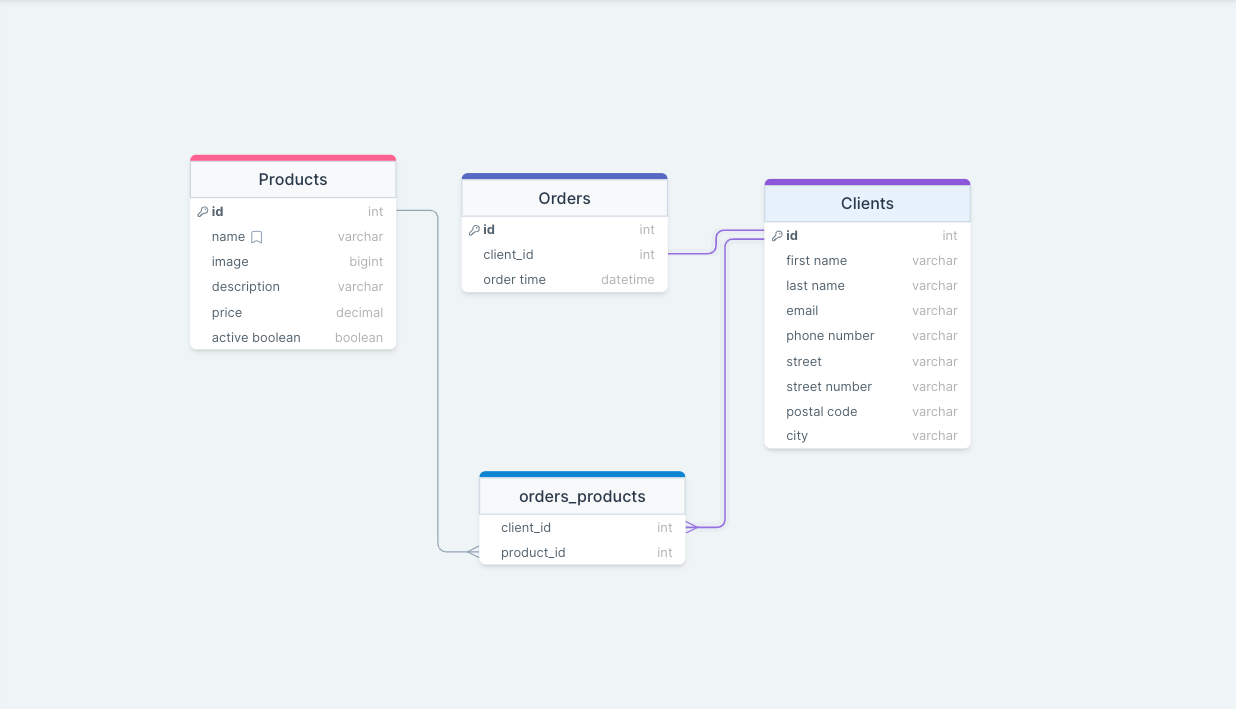 Products
id int
name varchar
image bigint
description varchar
price decimal
active boolean boolean
Orders
id int
client_id int
order time datetime
Clients
id int
first name varchar
last name varchar
email varchar
phone number varchar
street varchar
street number varchar
postal code varchar
city varchar
orders_products
client_id int
product_id int